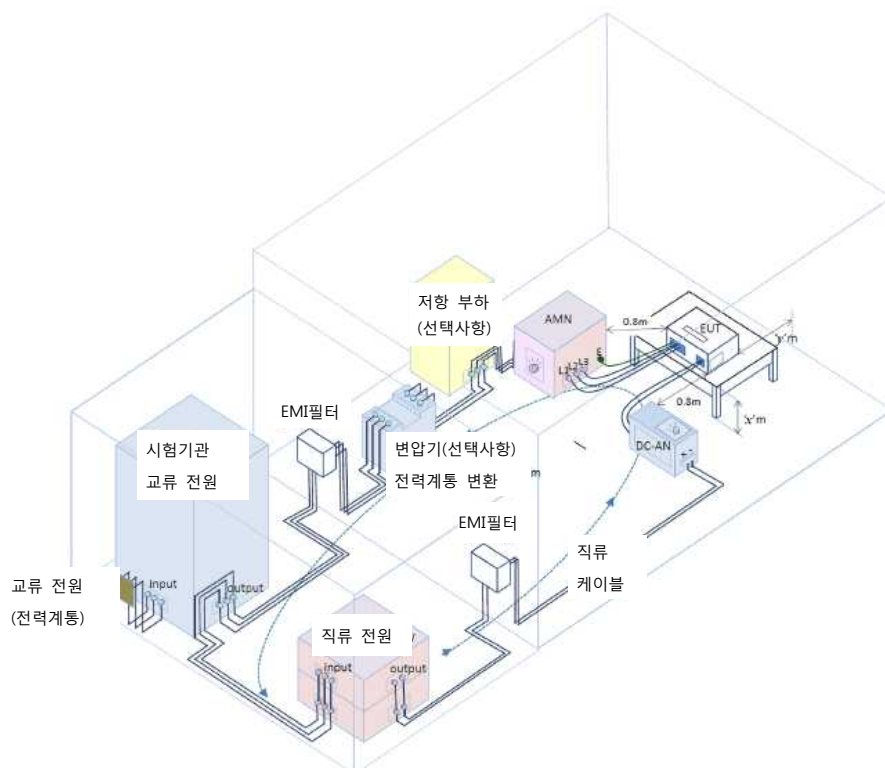 저항 부하
(선택사항)
AMN
0.8m
EUT
'y'm
E
L1
L2
L3
0.8m
'x'm
DC-AN
EMI필터
시험기관
교류 전원
변압기(선택사항)
전력계통 변환
m
EMI필터
직류
케이블
input
output
교류 전원
(전력계통)
직류 전원
input
output